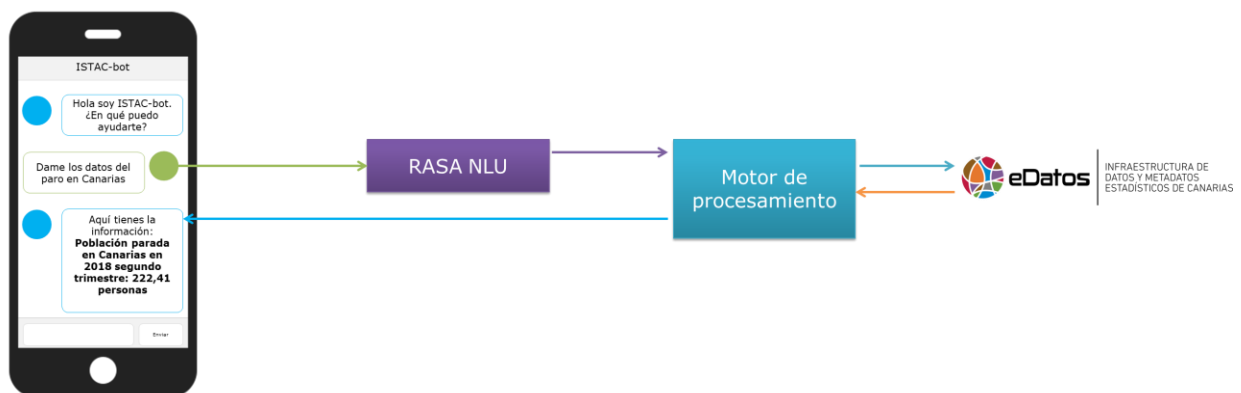 ISTAC-bot
Hola soy ISTAC-bot.
¿En qué puedo
ayudarte?
Dame los datos del
paro en Canarias
Aquí tienes la
información:
Población parada
en Canarias en
2018 segundo
trimestre: 222,41
personas
Enviar
RASA NLU
Motor de
procesamiento
eDatos
INFRAESTRUCTURA DE
DATOS Y METADATOS
ESTADÍSTICOS DE CANARIAS